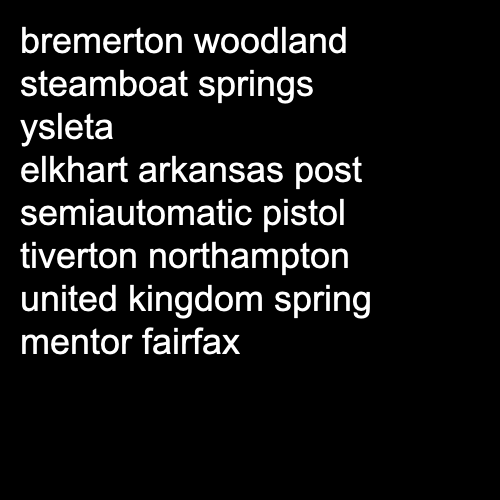 bremerton woodland
steamboat springs
ysleta
elkhart arkansas post
semiautomatic pistol
tiverton northampton
united kingdom spring
mentor fairfax